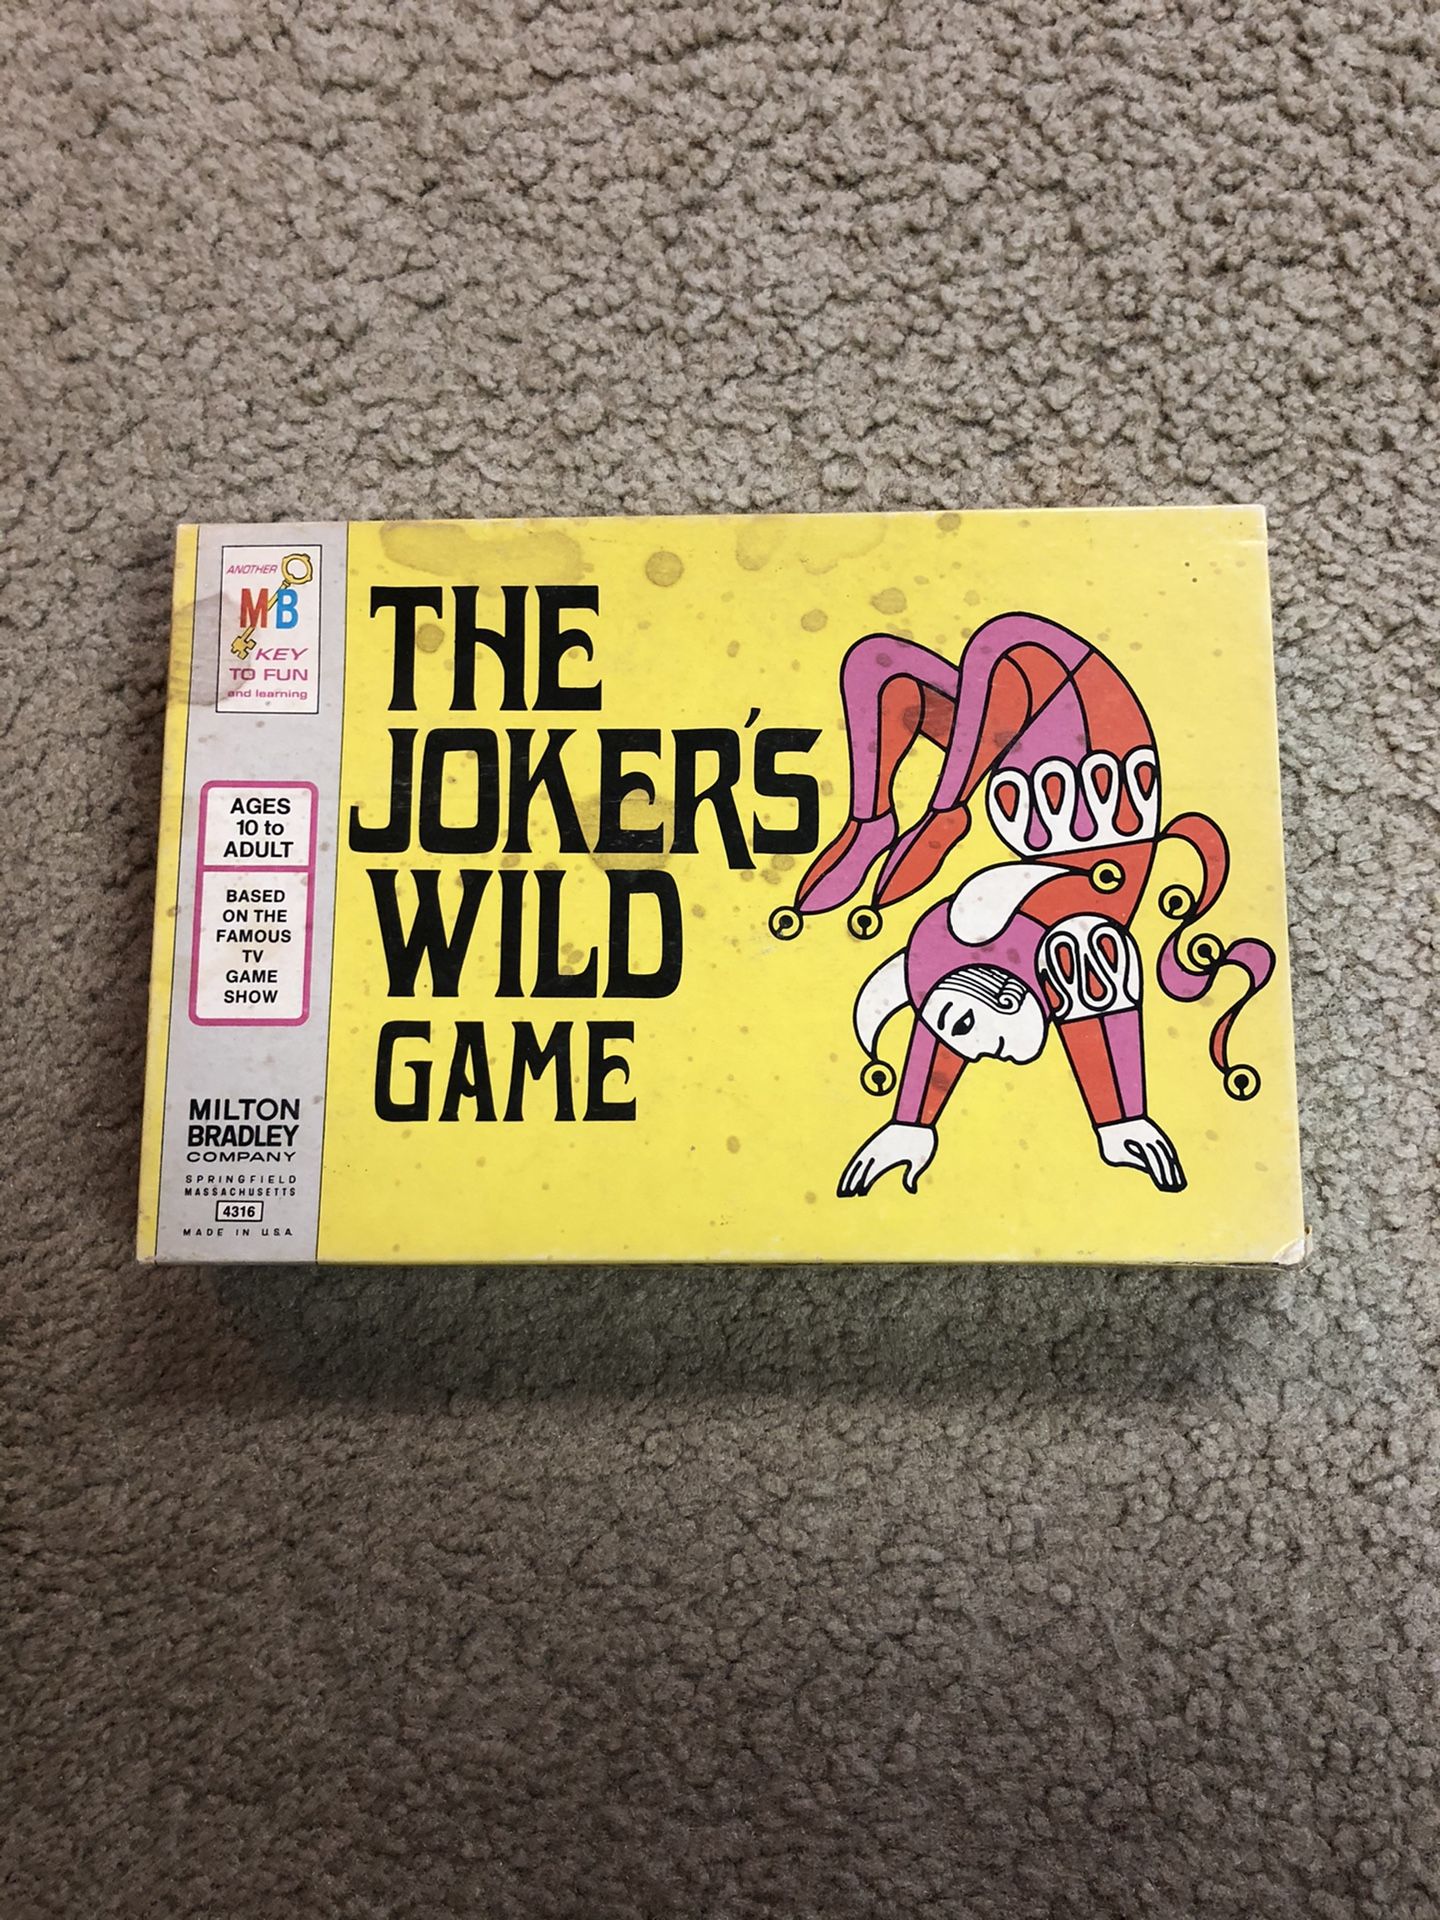 ANOTHER
MB
KEY
TO FUN
and learning
AGES
10 to
ADULT
BASED
ON THE
FAMOUS
TV
GAME
SHOW
MILTON
BRADLEY
COMPANY
SPRINGFIELD
MASSACHUSETTS
4316
MADE IN U.S.A.
THE
JOKER'S
WILD
GAME